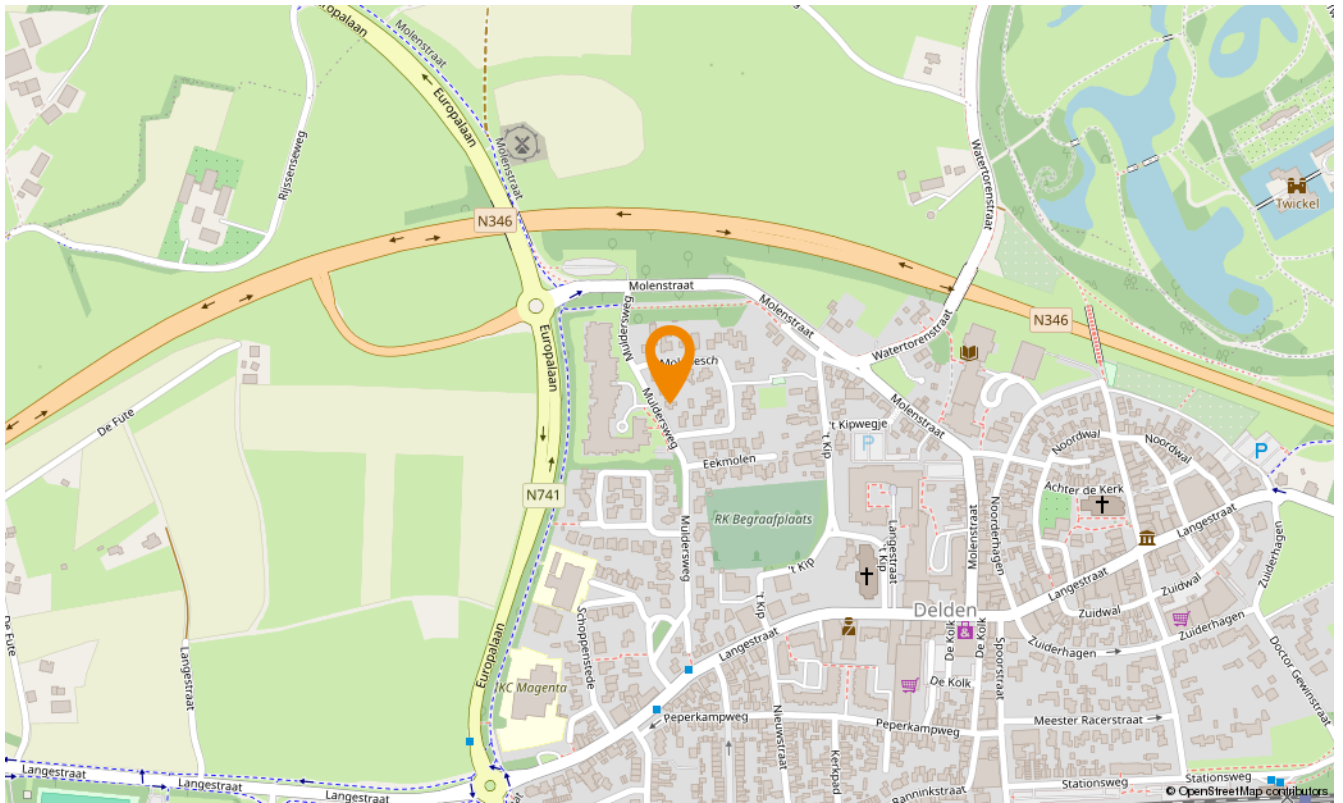 Europalaan
Molenstraat
Europalaan
Molenstraat
Rijssenseweg
Watertorenstraat
Twickel
N346
Molenstraat
Muldersweg
Molenstraat
N346
Watertorenstraat
Europalaan
Muldersweg
Molenstraat
De Fute
't Kipwegje
P
't Kip
Noordwal
Noordwal
P
Eekmolen
N741
Achter de Kerk
RK Begraafplaats
Langestraat
Molenstraat
Noorderhagen
Langestraat
Muldersweg
't Kip
't Kip
Zuiderhagen
Zuidwal
Langestraat
't Kip
Schoppenstede
Delden
Zuidwal
De Fute
Langestraat
Europalaan
Langestraat
De Kolk
De Kolk
Spoorstraat
Zuiderhagen
Zuiderhagen
Doctor Gewinstraat
KC Magenta
De Kolk
Peperkampweg
Nieuwstraat
Peperkampweg
Meester Racerstraat
Kerkpad
Langestraat
Langestraat
Banninkstraat
Stationsweg
Stationsweg
© OpenStreetMap contributors